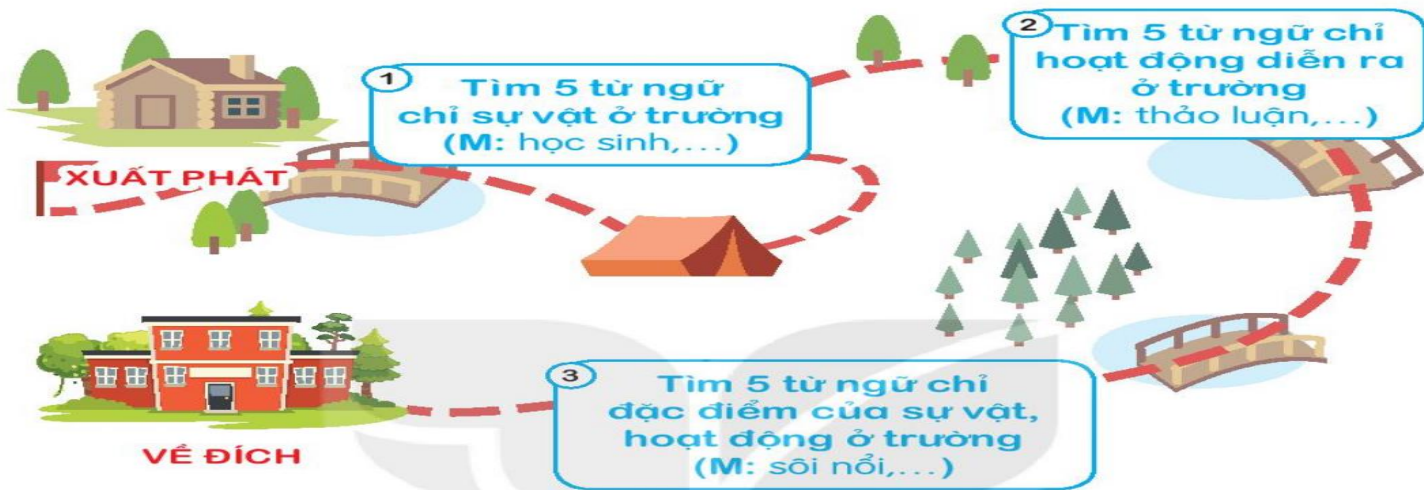 1
Tìm 5 từ ngữ
chỉ sự vật ở trường
(M: học sinh,...)
2
Tìm 5 từ ngữ chỉ
hoạt động diễn ra
ở trường
(M: thảo luận,...)
XUẤT PHÁT
3
Tìm 5 từ ngữ chỉ
đặc điểm của sự vật,
hoạt động ở trường
(M: sôi nổi,...)
VỀ ĐÍCH